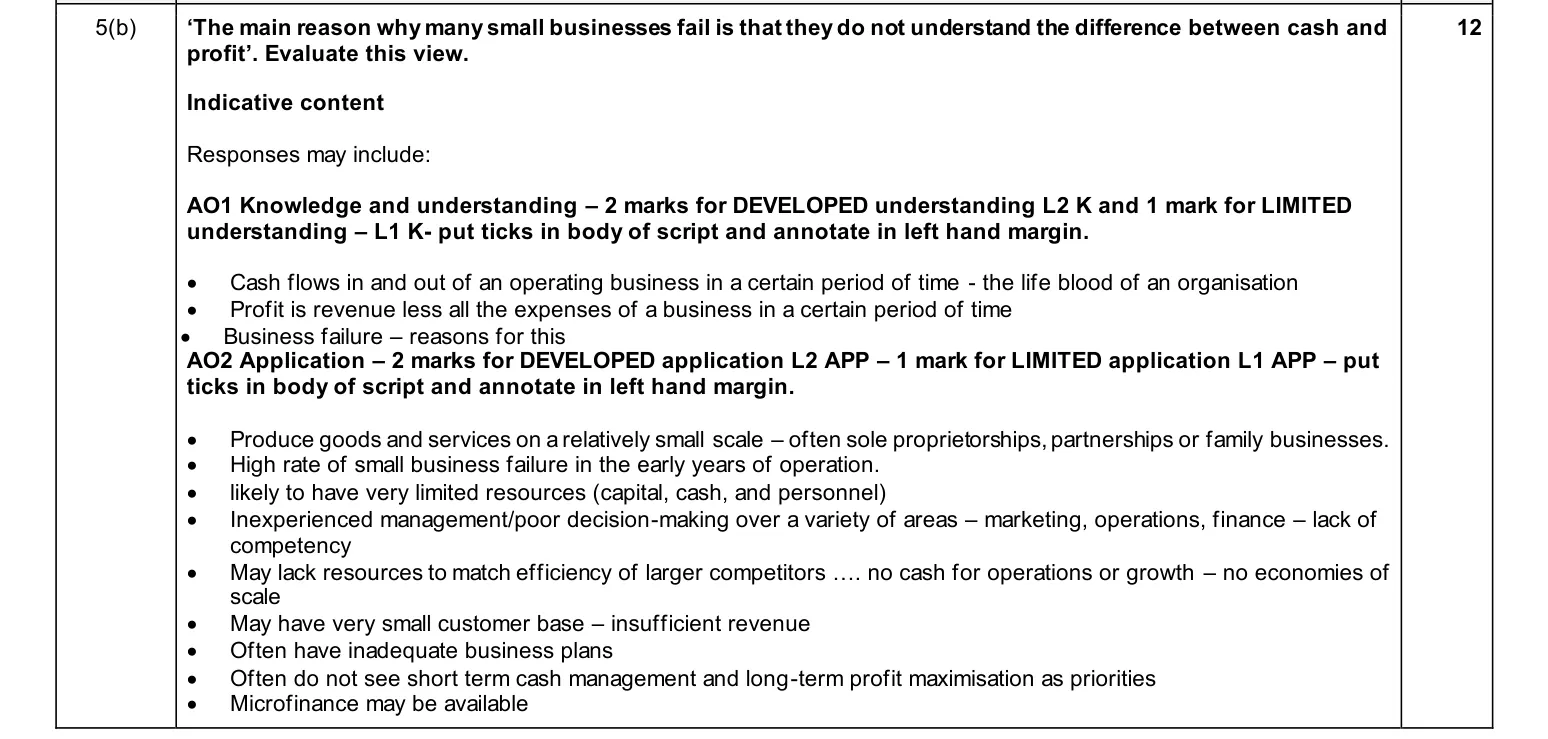 5(b)
‘The main reason why many small businesses fail is that they do not understand the difference between cash and
profit’. Evaluate this view.
12
Indicative content
Responses may include:
AO1 Knowledge and understanding – 2 marks for DEVELOPED understanding L2 K and 1 mark for LIMITED
understanding – L1 K- put ticks in body of script and annotate in left hand margin.
• Cash flows in and out of an operating business in a certain period of time - the life blood of an organisation
• Profit is revenue less all the expenses of a business in a certain period of time
• Business failure – reasons for this
AO2 Application – 2 marks for DEVELOPED application L2 APP – 1 mark for LIMITED application L1 APP – put
ticks in body of script and annotate in left hand margin.
• Produce goods and services on a relatively small scale – often sole proprietorships, partnerships or family businesses.
• High rate of small business failure in the early years of operation.
• likely to have very limited resources (capital, cash, and personnel)
• Inexperienced management/poor decision-making over a variety of areas – marketing, operations, finance – lack of
competency
• May lack resources to match efficiency of larger competitors …. no cash for operations or growth – no economies of
scale
• May have very small customer base – insufficient revenue
• Often have inadequate business plans
• Often do not see short term cash management and long-term profit maximisation as priorities
• Microfinance may be available